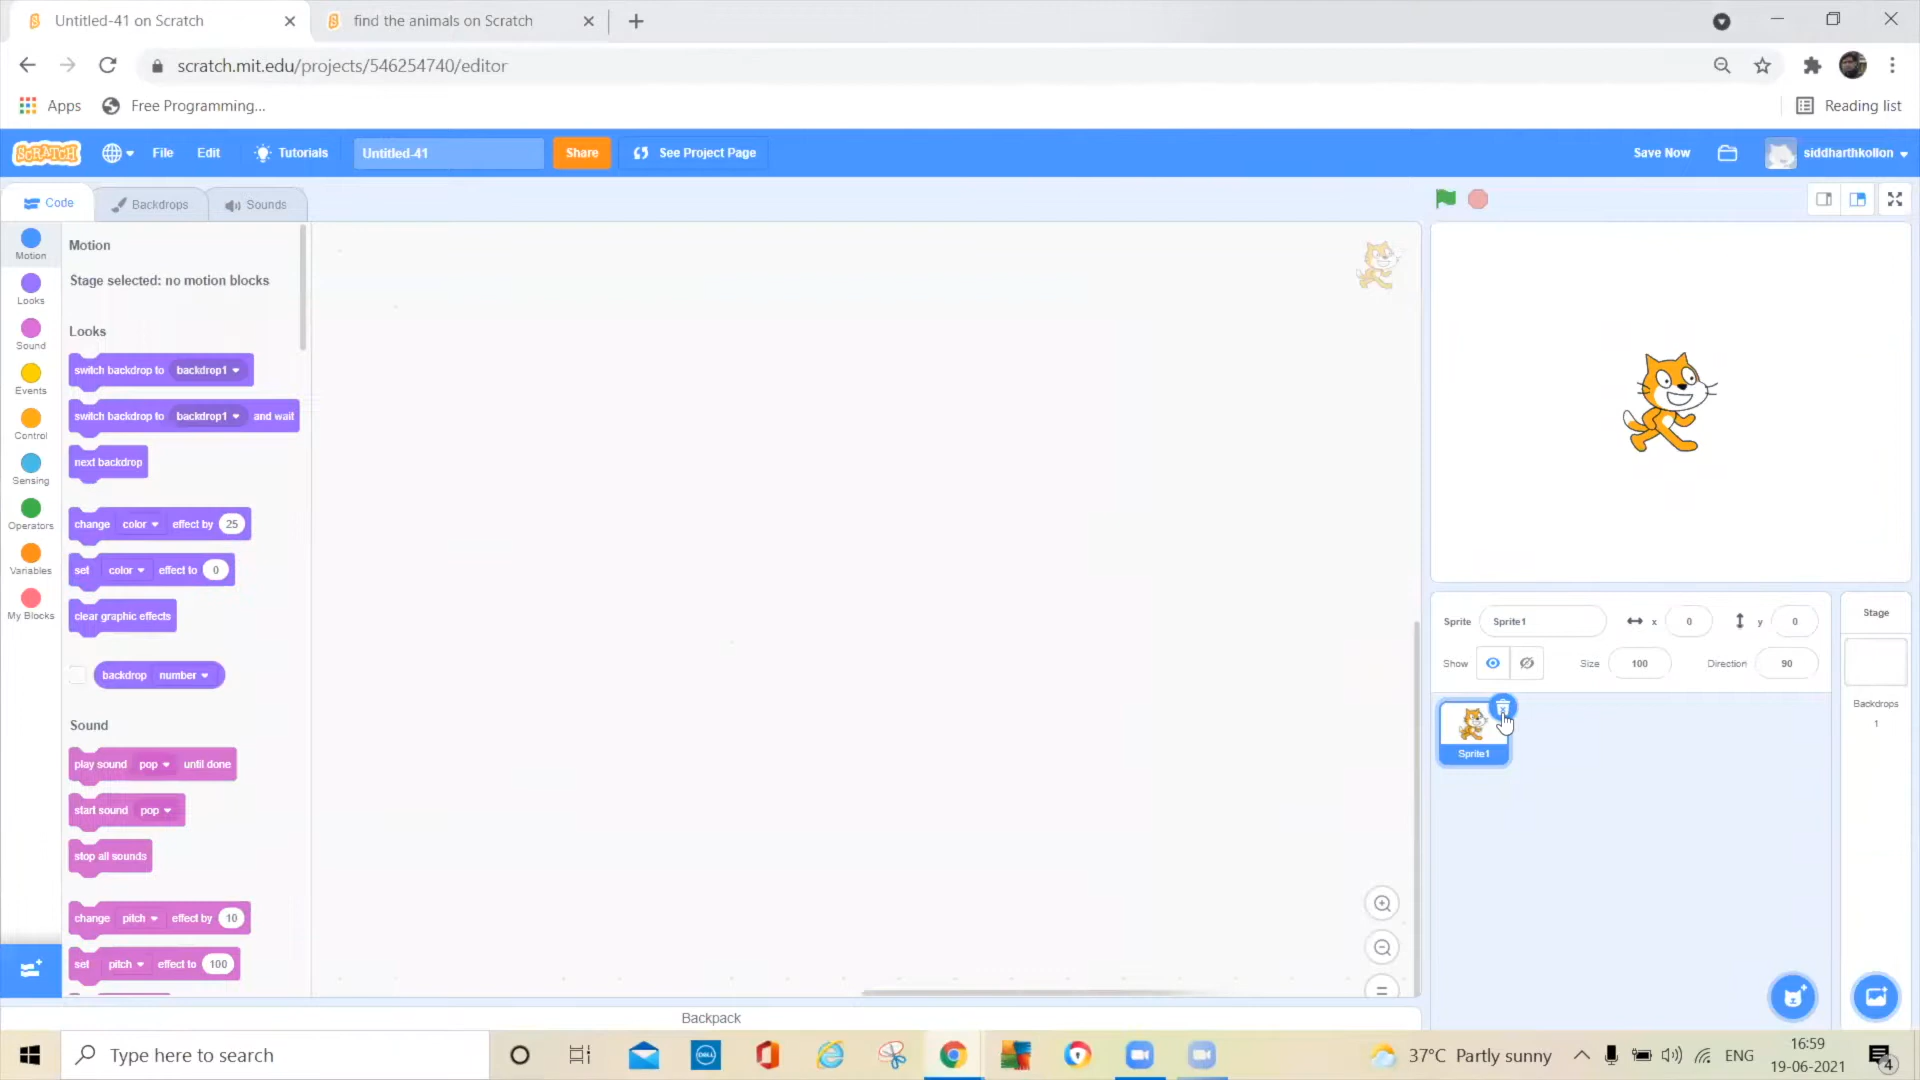 Untitled-41 on Scratch
find the animals on Scratch
scratch.mit.edu/projects/546254740/editor
Apps
Free Programming...
Reading list
SCRATCH
File
Edit
Tutorials
Untitled-41
Share
See Project Page
Save Now
siddharthkollon
Code
Backdrops
Sounds
Motion
Looks
Sound
Events
Control
Sensing
Operators
Variables
My Blocks
Motion
Stage selected: no motion blocks
Looks
switch backdrop to backdrop1
switch backdrop to backdrop1 and wait
next backdrop
change color effect by 25
set color effect to 0
clear graphic effects
backdrop number
Sound
play sound pop until done
start sound pop
stop all sounds
change pitch effect by 10
set pitch effect to 100
Sprite Sprite1 x 0 y 0
Show Size 100 Direction 90
Sprite1
Stage
Backdrops
1
Backpack
Type here to search
DELL
37°C Partly sunny
ENG
16:59
19-06-2021
4